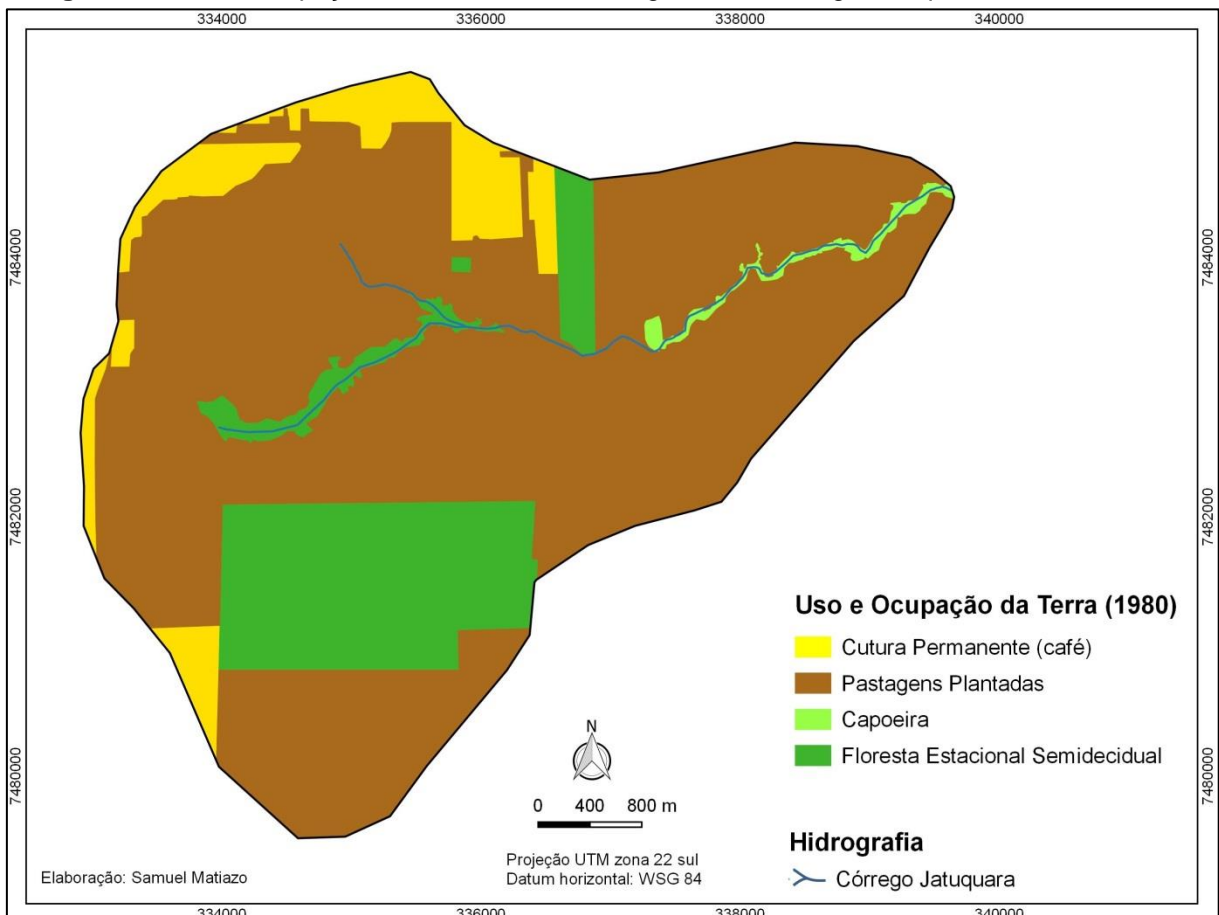 334000 336000 338000 340000
7484000 7484000
7482000 7482000
Uso e Ocupação da Terra (1980)
Cutura Permanente (café)
Pastagens Plantadas
Capoeira
Floresta Estacional Semidecidual
7480000 7480000
N
0 400 800 m
Hidrografia
Projeção UTM zona 22 sul
Datum horizontal: WSG 84
Córrego Jatuquara
Elaboração: Samuel Matiazo
334000 336000 338000 340000